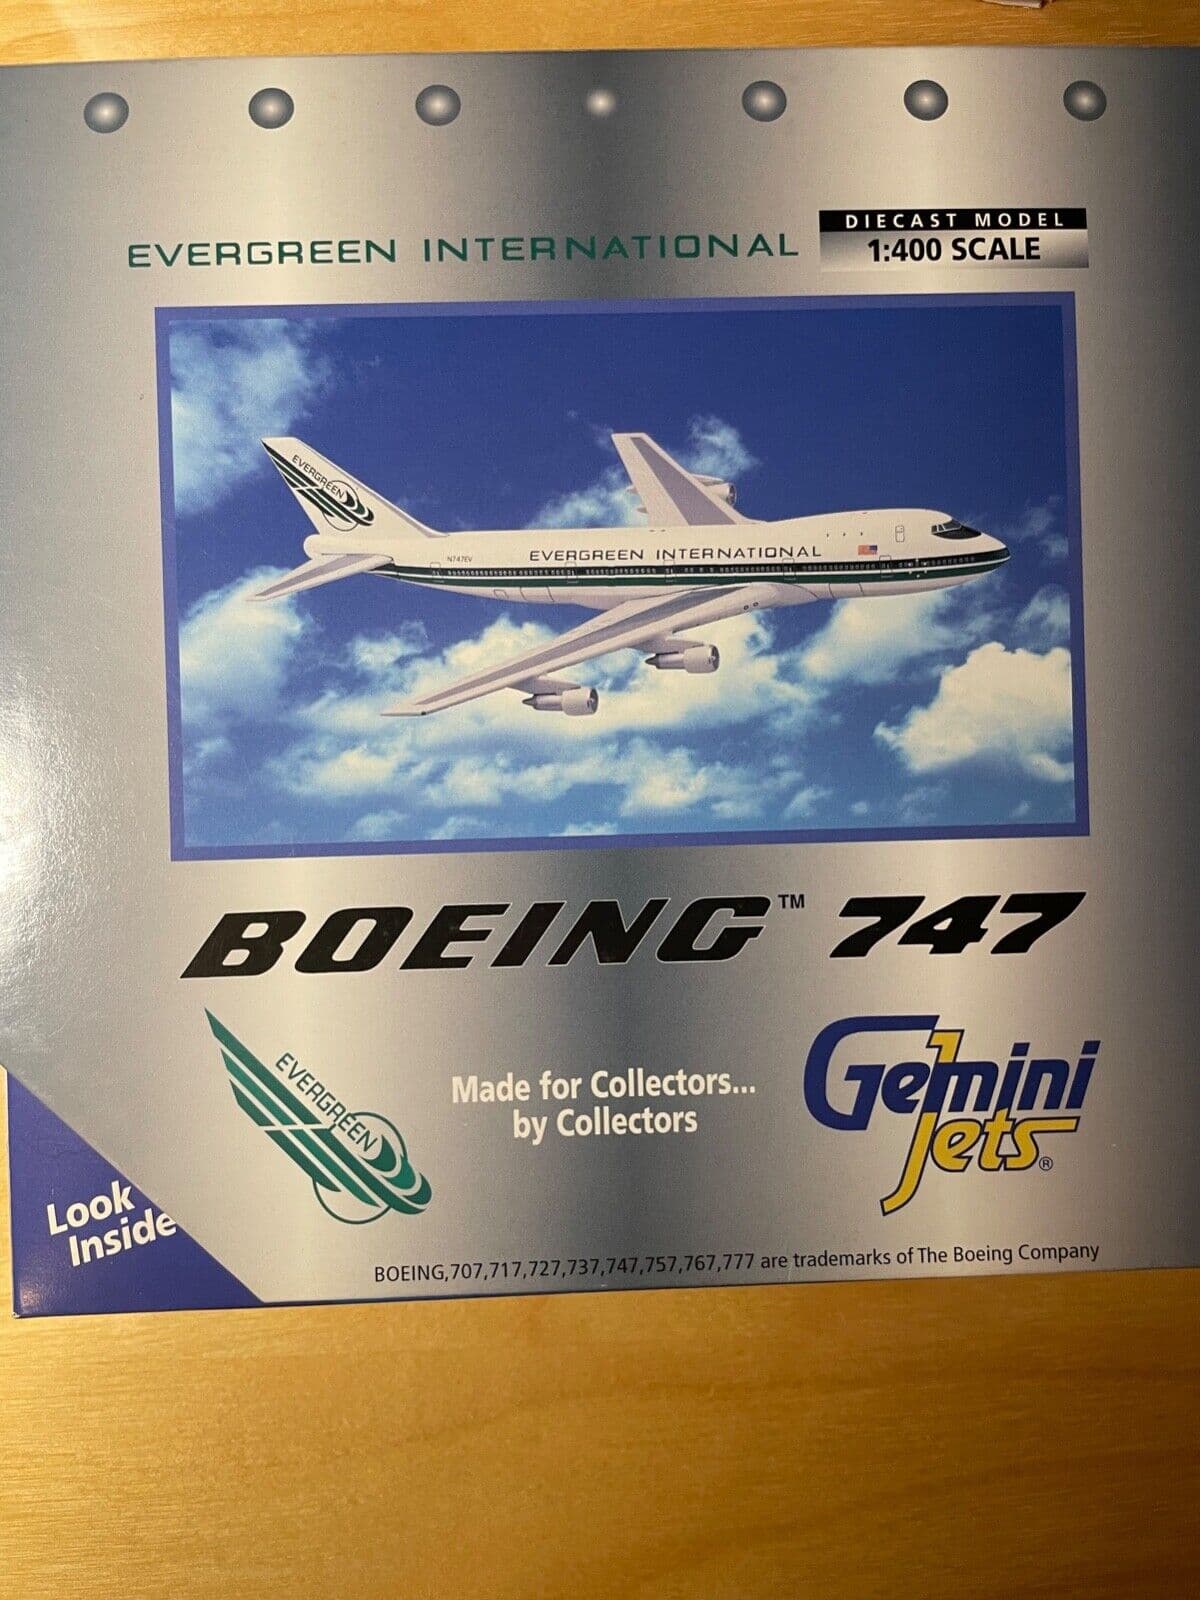 EVERGREEN INTERNATIONAL
DIECAST MODEL
1:400 SCALE
EVERGREEN
N747EV
EVERGREEN INTERNATIONAL
BOEING™ 747
EVERGREEN
Made for Collectors...
by Collectors
Gemini
Jets®
Look
Inside
BOEING,707,717,727,737,747,757,767,777 are trademarks of The Boeing Company